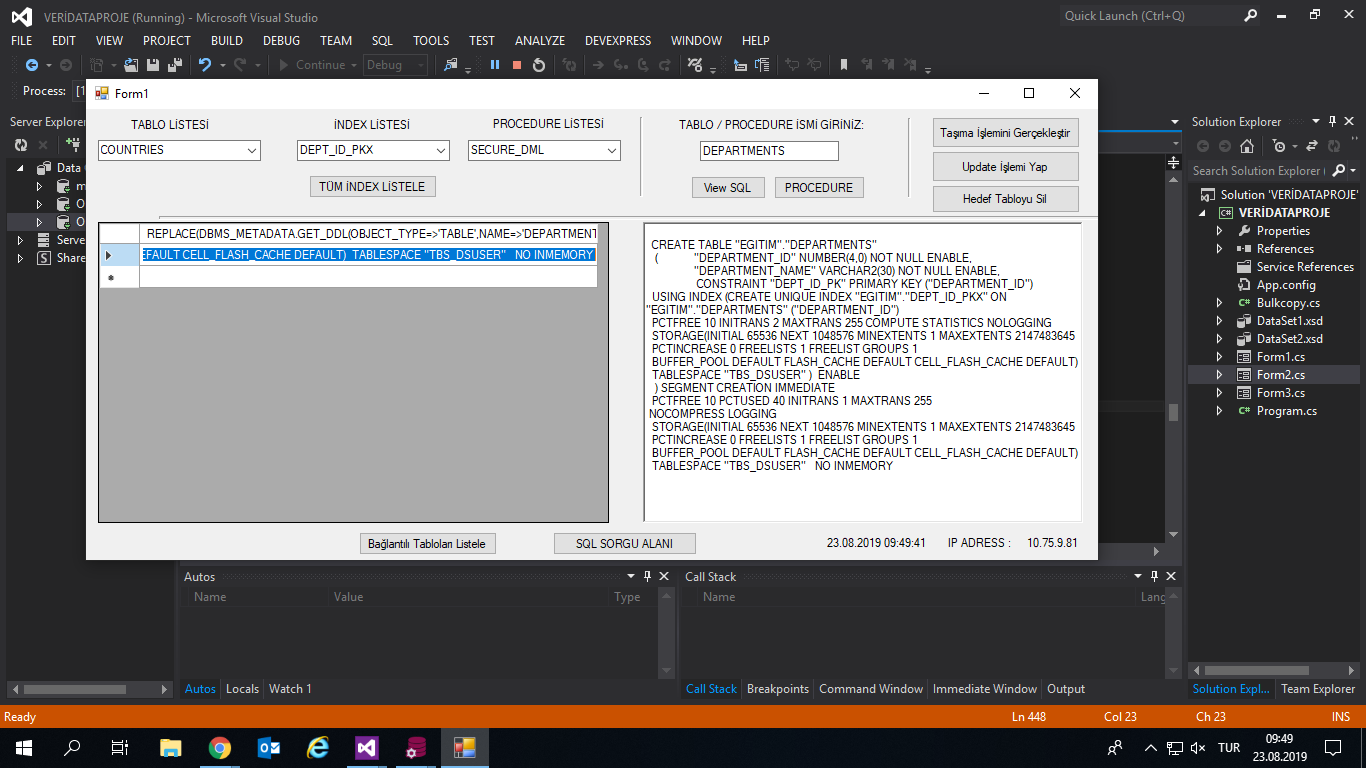 VERİDATAPROJE (Running) - Microsoft Visual Studio
Quick Launch (Ctrl+Q)
FILE EDIT VIEW PROJECT BUILD DEBUG TEAM SQL TOOLS TEST ANALYZE DEVEXPRESS WINDOW HELP
Continue Debug
Process: [1
Form1
Server Explorer
Data
m
O
O
Serve
Share
TABLO LİSTESİ İNDEX LİSTESİ PROCEDURE LİSTESİ TABLO / PROCEDURE İSMİ GİRİNİZ:
COUNTRIES DEPT_ID_PKX SECURE_DML DEPARTMENTS
TÜM İNDEX LİSTELE View SQL PROCEDURE
Taşıma İşlemini Gerçekleştir
Update İşlemi Yap
Hedef Tabloyu Sil
REPLACE(DBMS_METADATA.GET_DDL(OBJECT_TYPE=>'TABLE',NAME=>'DEPARTMENT
EFAULT CELL_FLASH_CACHE DEFAULT) TABLESPACE "TBS_DSUSER" NO INMEMORY
CREATE TABLE "EGITIM"."DEPARTMENTS"
( "DEPARTMENT_ID" NUMBER(4,0) NOT NULL ENABLE,
"DEPARTMENT_NAME" VARCHAR2(30) NOT NULL ENABLE,
CONSTRAINT "DEPT_ID_PK" PRIMARY KEY ("DEPARTMENT_ID")
USING INDEX (CREATE UNIQUE INDEX "EGITIM"."DEPT_ID_PKX" ON
"EGITIM"."DEPARTMENTS" ("DEPARTMENT_ID")
PCTFREE 10 INITRANS 2 MAXTRANS 255 COMPUTE STATISTICS NOLOGGING
STORAGE(INITIAL 65536 NEXT 1048576 MINEXTENTS 1 MAXEXTENTS 2147483645
PCTINCREASE 0 FREELISTS 1 FREELIST GROUPS 1
BUFFER_POOL DEFAULT FLASH_CACHE DEFAULT CELL_FLASH_CACHE DEFAULT)
TABLESPACE "TBS_DSUSER" ) ENABLE
) SEGMENT CREATION IMMEDIATE
PCTFREE 10 PCTUSED 40 INITRANS 1 MAXTRANS 255
NOCOMPRESS LOGGING
STORAGE(INITIAL 65536 NEXT 1048576 MINEXTENTS 1 MAXEXTENTS 2147483645
PCTINCREASE 0 FREELISTS 1 FREELIST GROUPS 1
BUFFER_POOL DEFAULT FLASH_CACHE DEFAULT CELL_FLASH_CACHE DEFAULT)
TABLESPACE "TBS_DSUSER" NO INMEMORY
Bağlantılı Tabloları Listele SQL SORGU ALANI 23.08.2019 09:49:41 IP ADRESS : 10.75.9.81
Solution Explorer
Search Solution Explorer (
Solution 'VERİDATAPROJE'
VERİDATAPROJE
Properties
References
Service References
App.config
Bulkcopy.cs
DataSet1.xsd
DataSet2.xsd
Form1.cs
Form2.cs
Form3.cs
Program.cs
Autos
Name Value Type
Call Stack
Name Lang
Autos Locals Watch 1
Call Stack Breakpoints Command Window Immediate Window Output
Solution Expl... Team Explorer
Ready Ln 448 Col 23 Ch 23 INS
TUR
09:49
23.08.2019